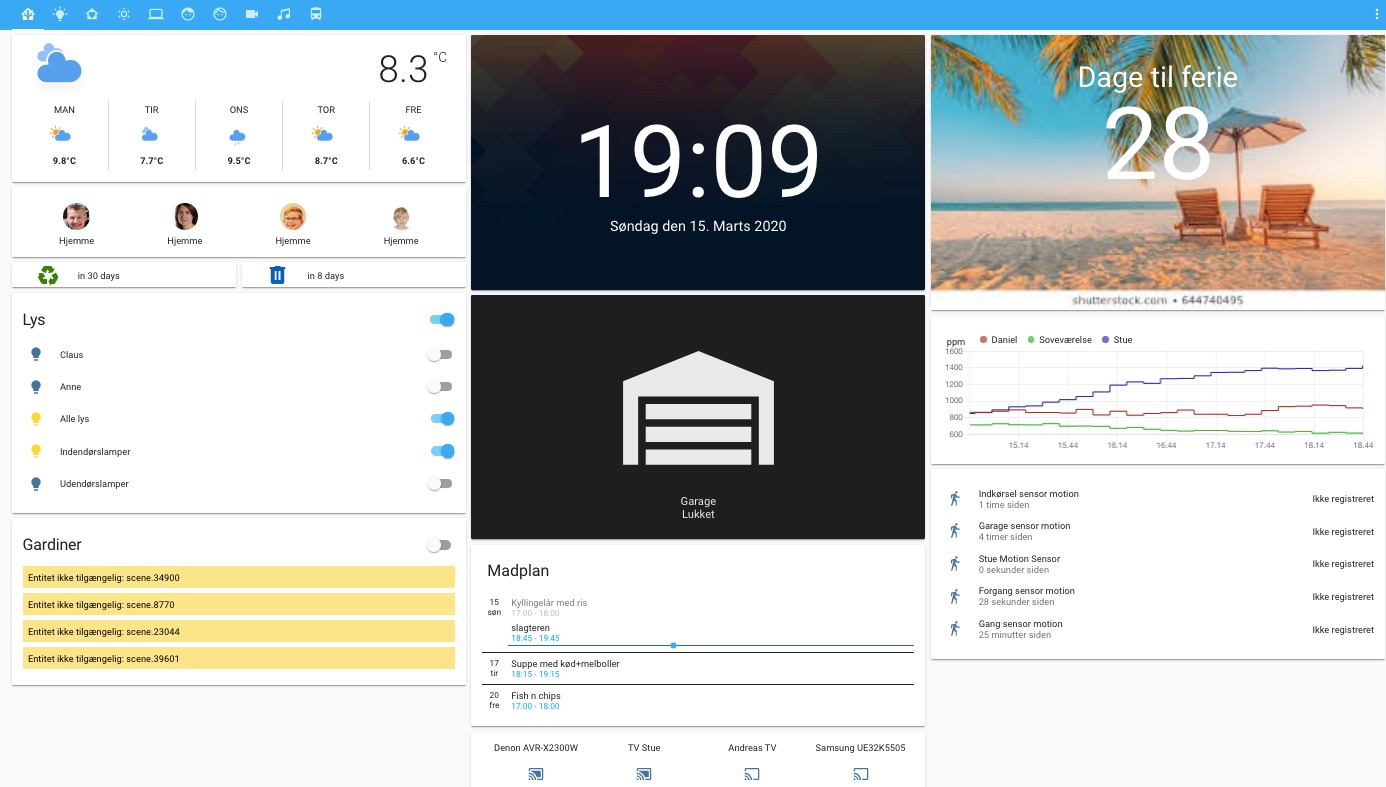 8.3 °C
MAN TIR ONS TOR FRE
9.8°C 7.7°C 9.5°C 8.7°C 6.6°C
Hjemme Hjemme Hjemme Hjemme
in 30 days in 8 days
Lys
Claus
Anne
Alle lys
Indendørslamper
Udendørslamper
Gardiner
Entitet ikke tilgængelig: scene.34900
Entitet ikke tilgængelig: scene.8770
Entitet ikke tilgængelig: scene.23044
Entitet ikke tilgængelig: scene.39601
19:09
Søndag den 15. Marts 2020
Garage
Lukket
Madplan
15 Kyllingelår med ris
søn 17:00 - 18:00
slagteren
18:45 - 19:45
17 Suppe med kød+melboller
tir 18:15 - 19:15
20 Fish n chips
fre 17:00 - 18:00
Denon AVR-X2300W TV Stue Andreas TV Samsung UE32K5505
Dage til ferie
28
shutterstock.com • 644740495
ppm Daniel Soveværelse Stue
1600
1400
1200
1000
800
600
15.14 15.44 16.14 16.44 17.14 17.44 18.14 18.44
Indkørsel sensor motion Ikke registreret
1 time siden
Garage sensor motion Ikke registreret
4 timer siden
Stue Motion Sensor Ikke registreret
0 sekunder siden
Forgang sensor motion Ikke registreret
28 sekunder siden
Gang sensor motion Ikke registreret
25 minutter siden